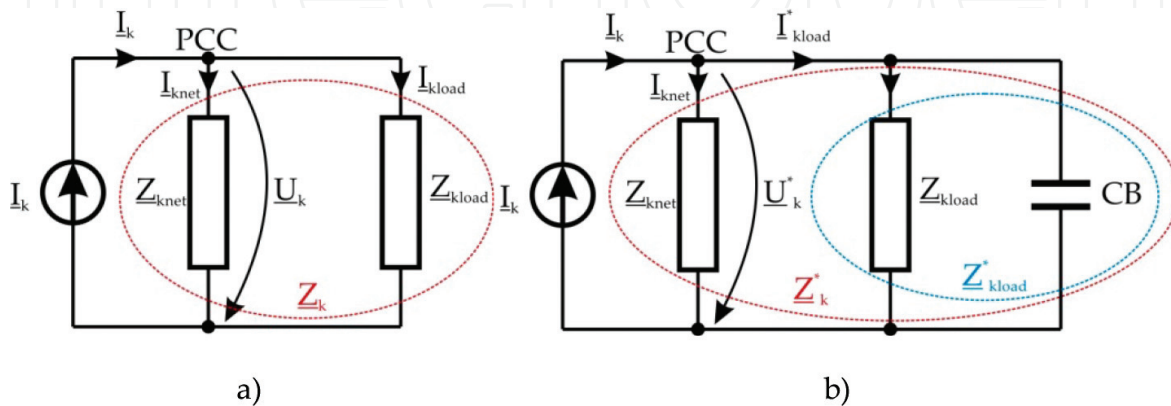 I_k PCC
I_knet I_kload
I_k Z_knet U_k Z_kload
Z_k
a)
I_k PCC I*_kload
I_knet
I_k Z_knet U*_k Z_kload CB
Z*_k Z*_kload
b)